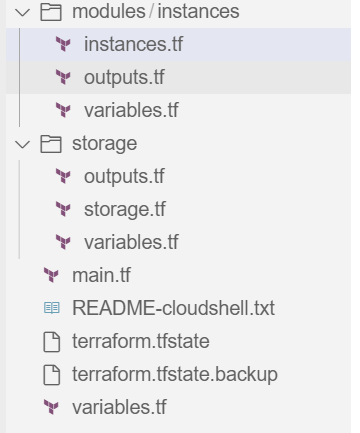 modules / instances
instances.tf
outputs.tf
variables.tf
storage
outputs.tf
storage.tf
variables.tf
main.tf
README-cloudshell.txt
terraform.tfstate
terraform.tfstate.backup
variables.tf